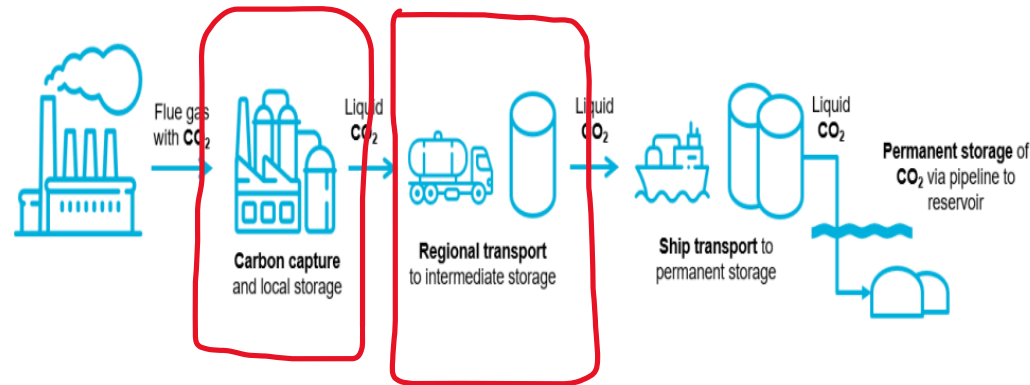 Flue gas
with CO₂
Carbon capture
and local storage
Liquid
CO₂
Regional transport
to intermediate storage
Liquid
CO₂
Ship transport to
permanent storage
Liquid
CO₂
Permanent storage of
CO₂ via pipeline to
reservoir